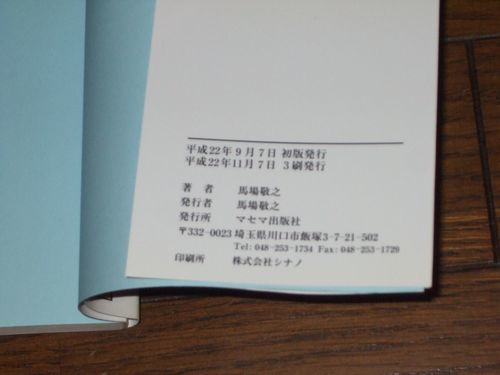 平成22年9月7日 初版発行
平成22年11月7日 3刷発行
著者 馬場敬之
発行者 馬場敬之
発行所 マセマ出版社
〒332-0023 埼玉県川口市飯塚3-7-21-502
Tel: 048-253-1734 Fax: 048-253-1729
印刷所 株式会社シナノ